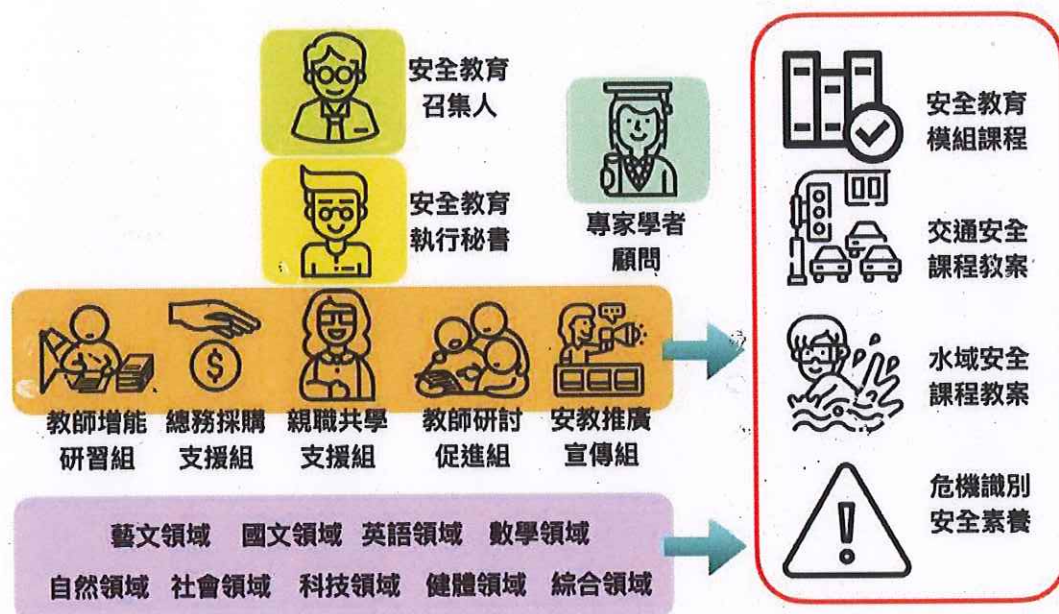 安全教育
召集人
安全教育
執行秘書
專家學者
顧問
$
教師增能
研習組
總務採購
支援組
親職共學
支援組
教師研討
促進組
安教推廣
宣傳組
藝文領域 國文領域 英語領域 數學領域
自然領域 社會領域 科技領域 健體領域 綜合領域
安全教育
模組課程
交通安全
課程教案
水域安全
課程教案
危機識別
安全素養